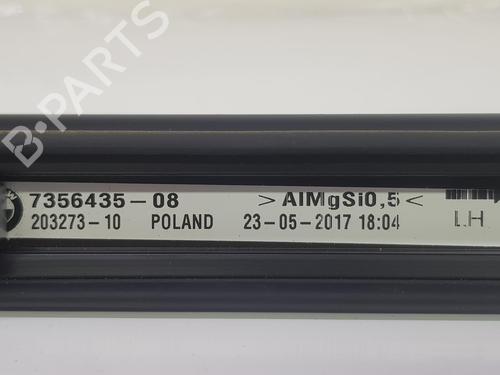 B-PARTS
7356435-08 >AlMgSi0,5<
203273-10 POLAND 23-05-2017 18:04 LH